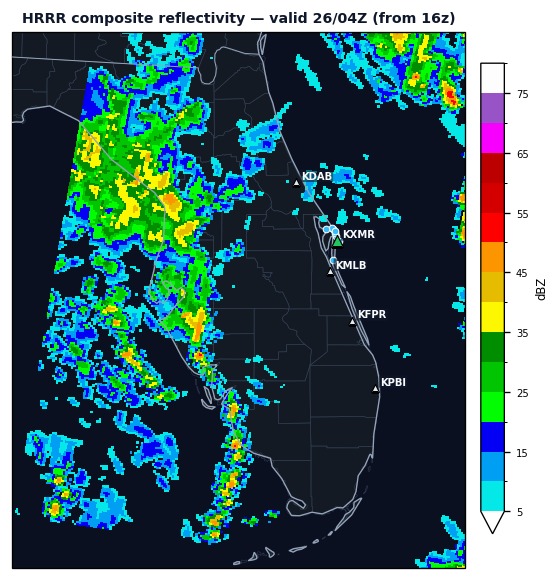 HRRR composite reflectivity — valid 26/04Z (from 16z)
KDAB
KXMR
KMLB
KFPR
KPBI
75
65
55
45
35
25
15
5
dBZ